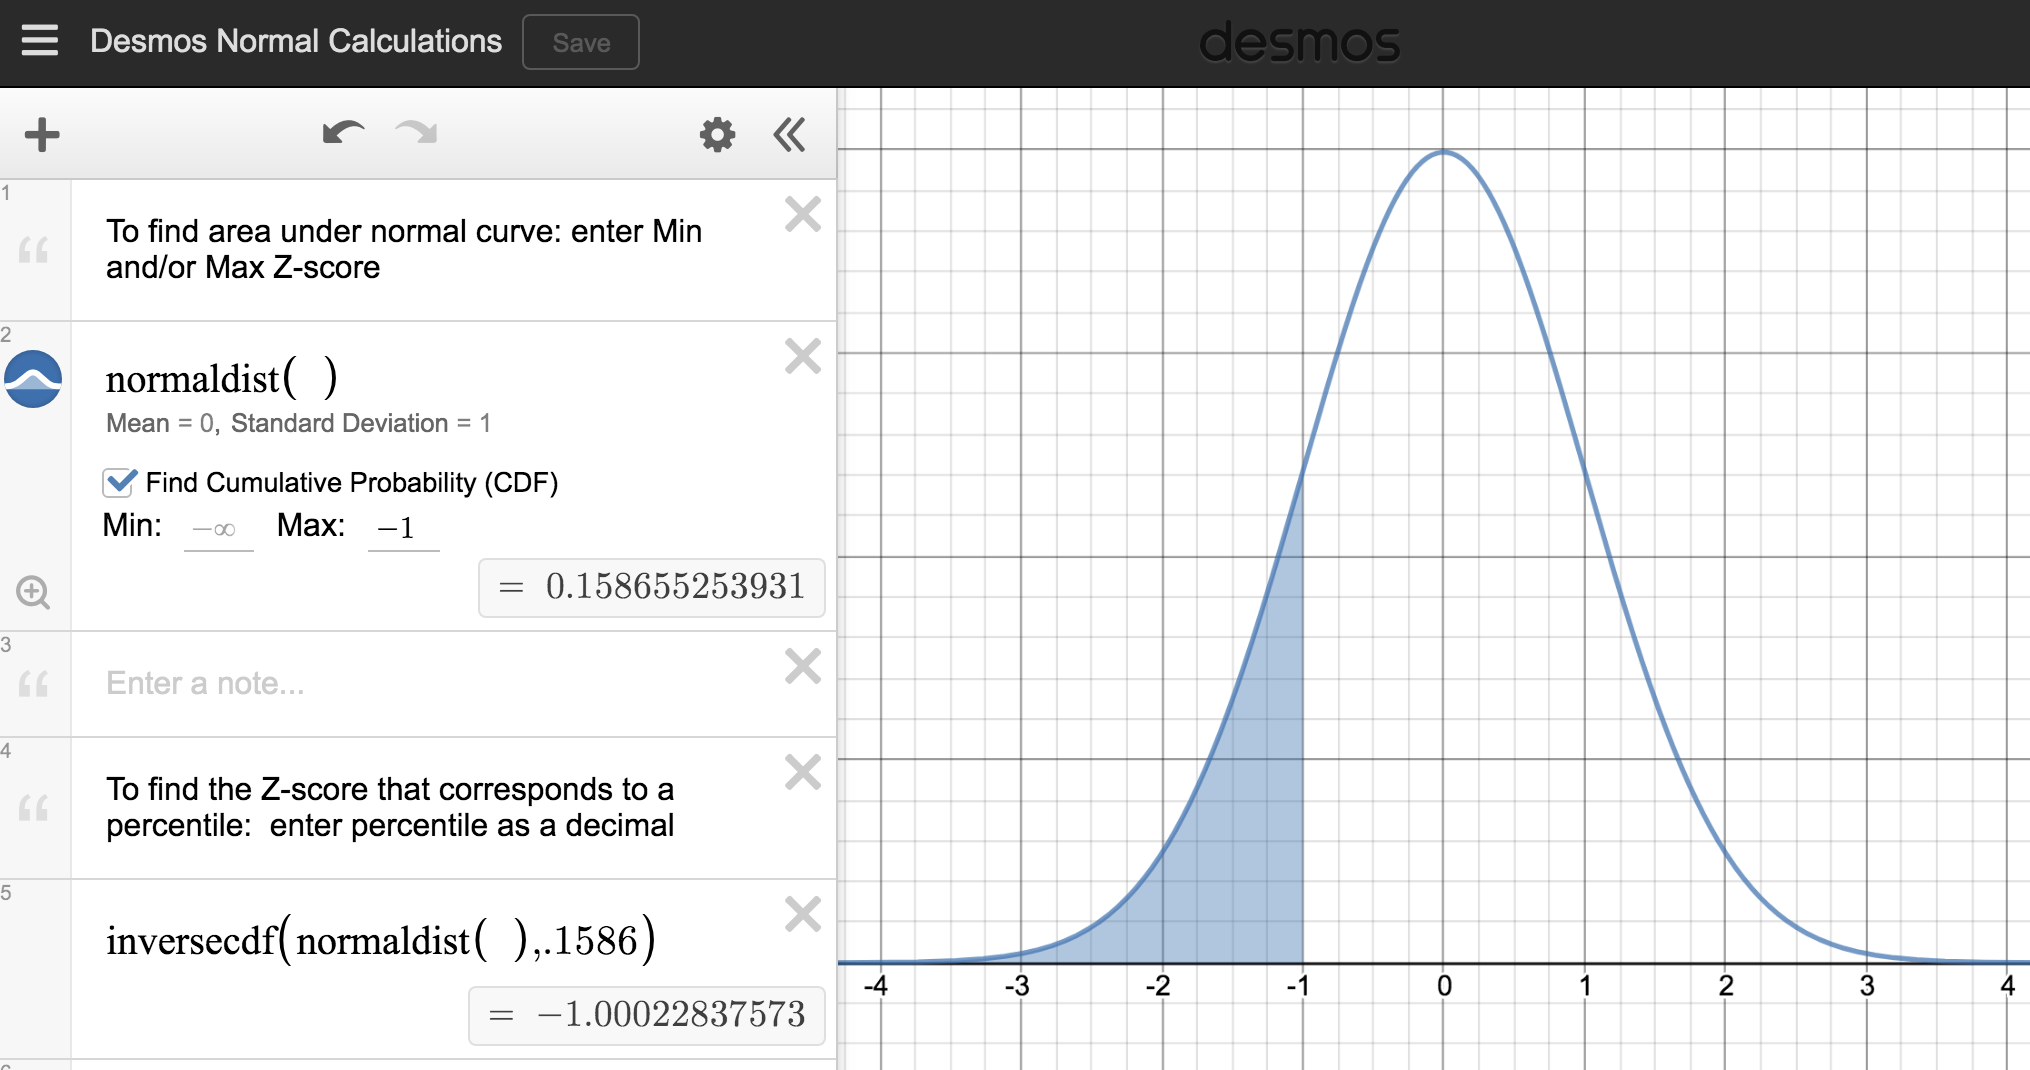 Desmos Normal Calculations
Save
desmos
1
To find area under normal curve: enter Min
and/or Max Z-score
2
normaldist( )
Mean = 0, Standard Deviation = 1
Find Cumulative Probability (CDF)
Min: −∞ Max: −1
= 0.158655253931
3
Enter a note...
4
To find the Z-score that corresponds to a
percentile: enter percentile as a decimal
5
inversecdf(normaldist( ),.1586)
= −1.00022837573
-4 -3 -2 -1 0 1 2 3 4